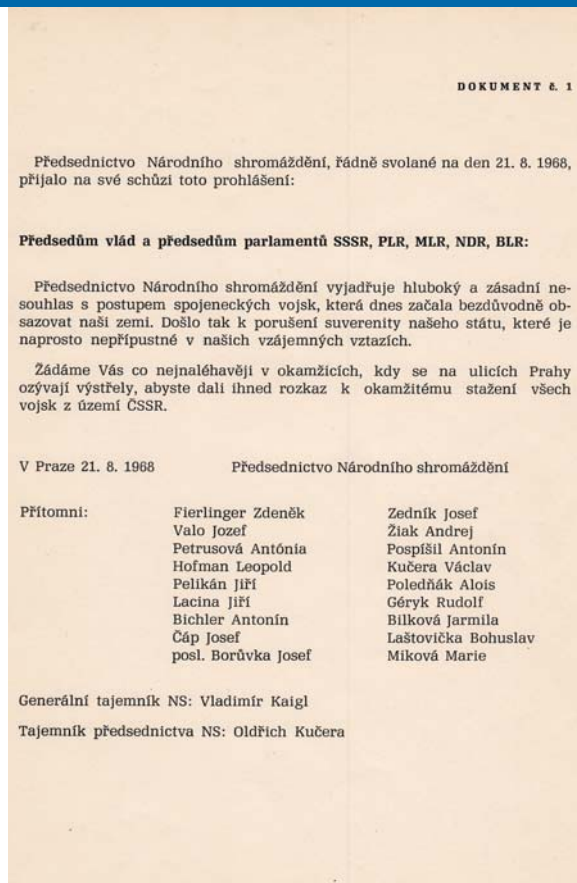 DOKUMENT č. 1
Předsednictvo Národního shromáždění, řádně svolané na den 21. 8. 1968,
přijalo na své schůzi toto prohlášení:
Předsedům vlád a předsedům parlamentů SSSR, PLR, MLR, NDR, BLR:
Předsednictvo Národního shromáždění vyjadřuje hluboký a zásadní ne-
souhlas s postupem spojeneckých vojsk, která dnes začala bezdůvodně ob-
sazovat naši zemi. Došlo tak k porušení suverenity našeho státu, které je
naprosto nepřípustné v našich vzájemných vztazích.
Žádáme Vás co nejnaléhavěji v okamžicích, kdy se na ulicích Prahy
ozývají výstřely, abyste dali ihned rozkaz k okamžitému stažení všech
vojsk z území ČSSR.
V Praze 21. 8. 1968 Předsednictvo Národního shromáždění
Přítomni: Fierlinger Zdeněk Zedník Josef
Valo Jozef Žiak Andrej
Petrusová Antónia Pospíšil Antonín
Hofman Leopold Kučera Václav
Pelikán Jiří Poledňák Alois
Lacina Jiří Géryk Rudolf
Bichler Antonín Bilková Jarmila
Čáp Josef Laštovička Bohuslav
posl. Borůvka Josef Míková Marie
Generální tajemník NS: Vladimír Kaigl
Tajemník předsednictva NS: Oldřich Kučera